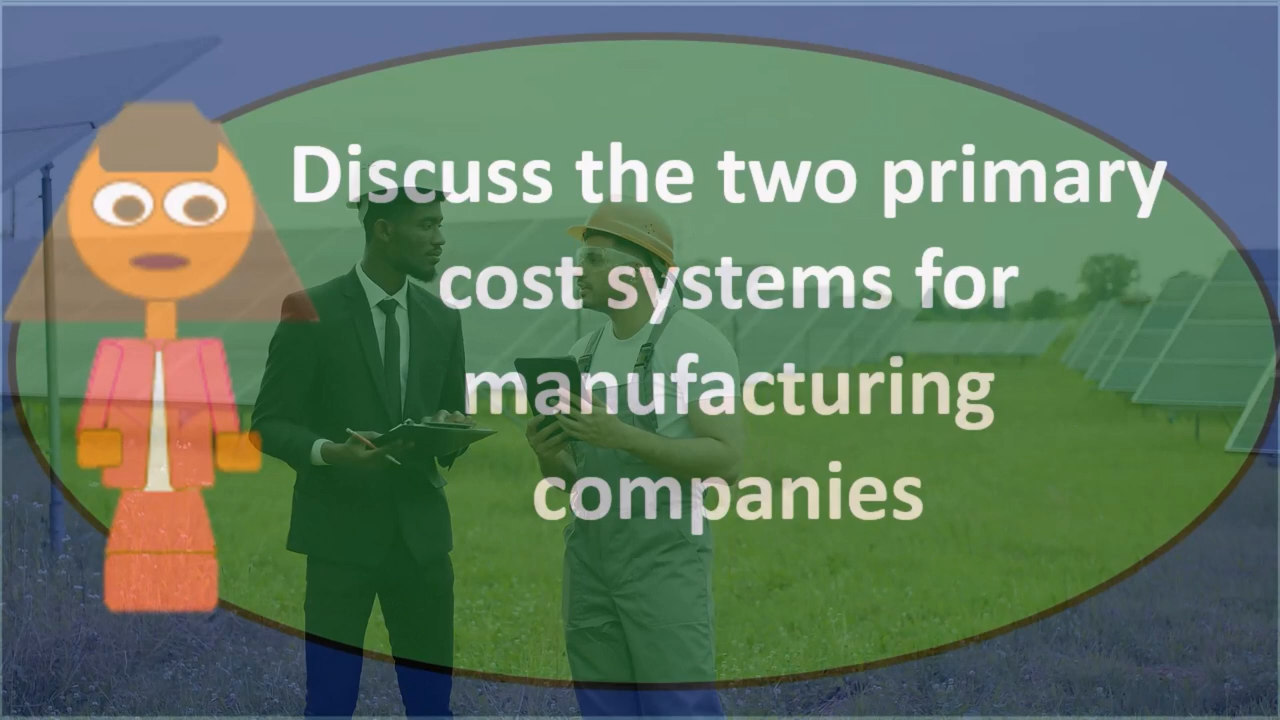 Discuss the two primary
cost systems for
manufacturing
companies